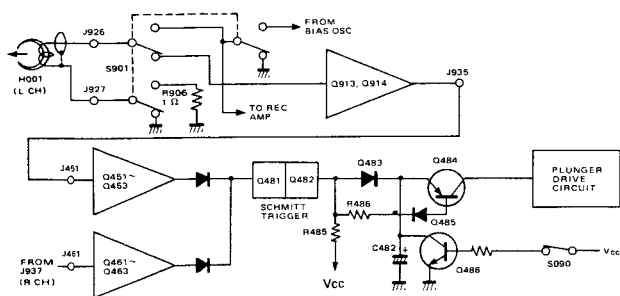 FROM
BIAS OSC
J926
S901
H001
(L CH)
J927
R906
1 Ω
TO REC
AMP
Q913, Q914
J935
J451
Q451~
Q453
Q481
Q482
SCHMITT
TRIGGER
Q483
Q484
PLUNGER
DRIVE
CIRCUIT
R486
Q485
R485
C482
+
Vcc
Q486
S090
Vcc
FROM
J937
(R CH)
J461
Q461~
Q463